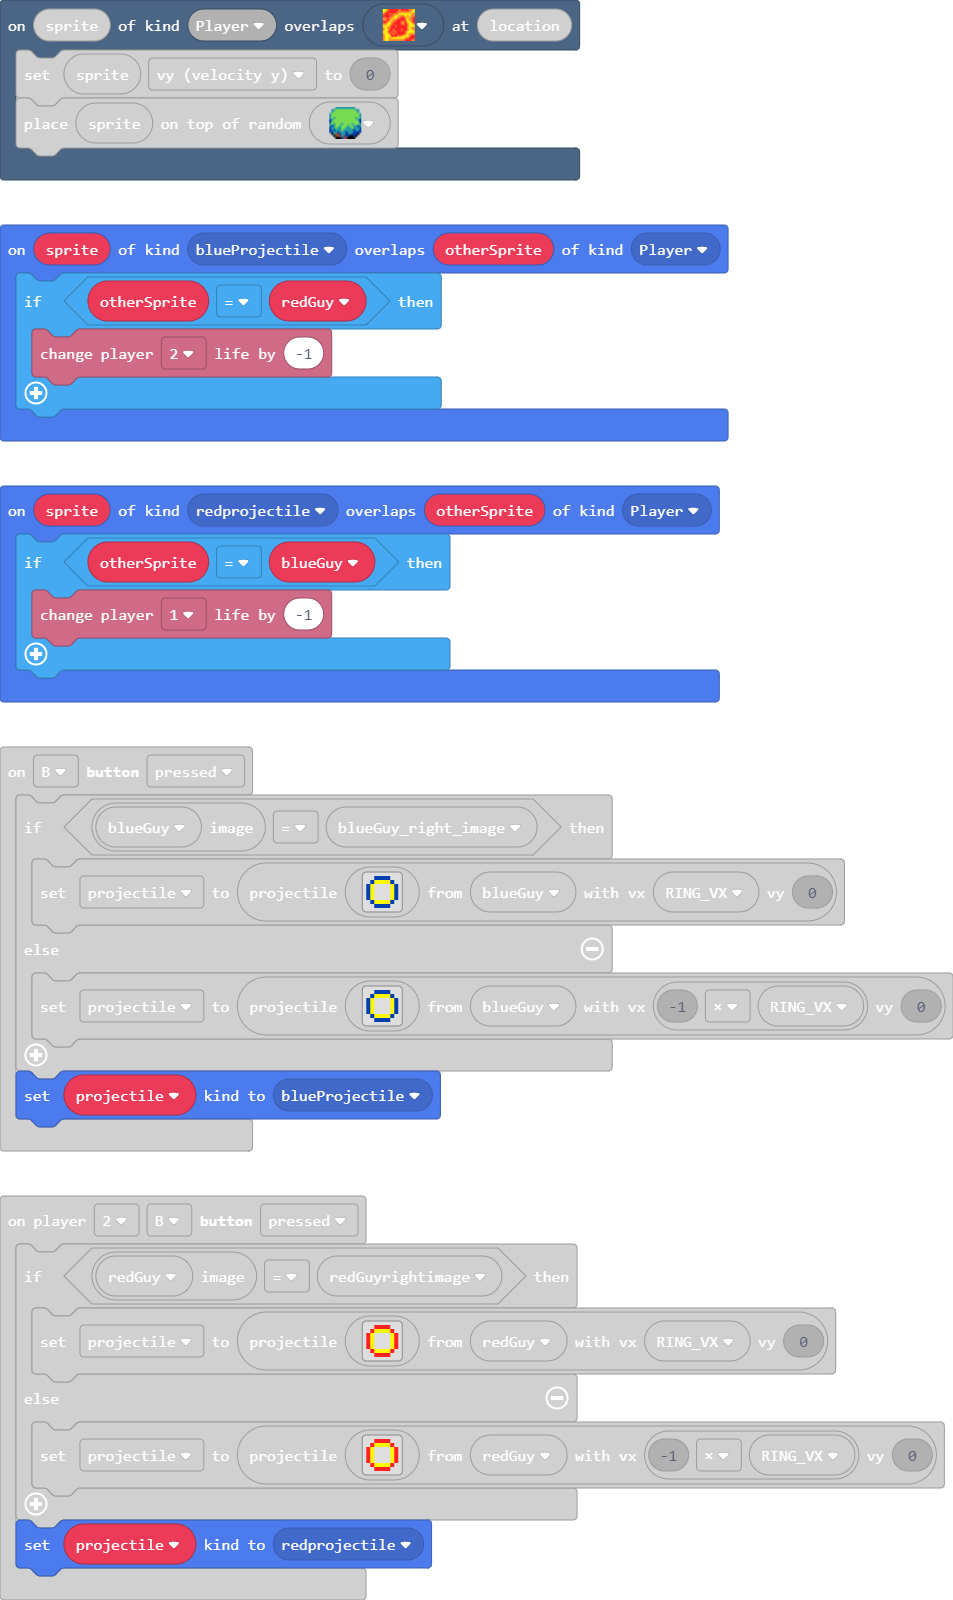 on sprite of kind Player overlaps at location
set sprite vy (velocity y) to 0
place sprite on top of random
on sprite of kind blueProjectile overlaps otherSprite of kind Player
if otherSprite = redGuy then
change player 2 life by -1
on sprite of kind redprojectile overlaps otherSprite of kind Player
if otherSprite = blueGuy then
change player 1 life by -1
on B button pressed
if blueGuy image = blueGuy_right_image then
set projectile to projectile from blueGuy with vx RING_VX vy 0
else
set projectile to projectile from blueGuy with vx -1 × RING_VX vy 0
set projectile kind to blueProjectile
on player 2 B button pressed
if redGuy image = redGuyrightimage then
set projectile to projectile from redGuy with vx RING_VX vy 0
else
set projectile to projectile from redGuy with vx -1 × RING_VX vy 0
set projectile kind to redprojectile